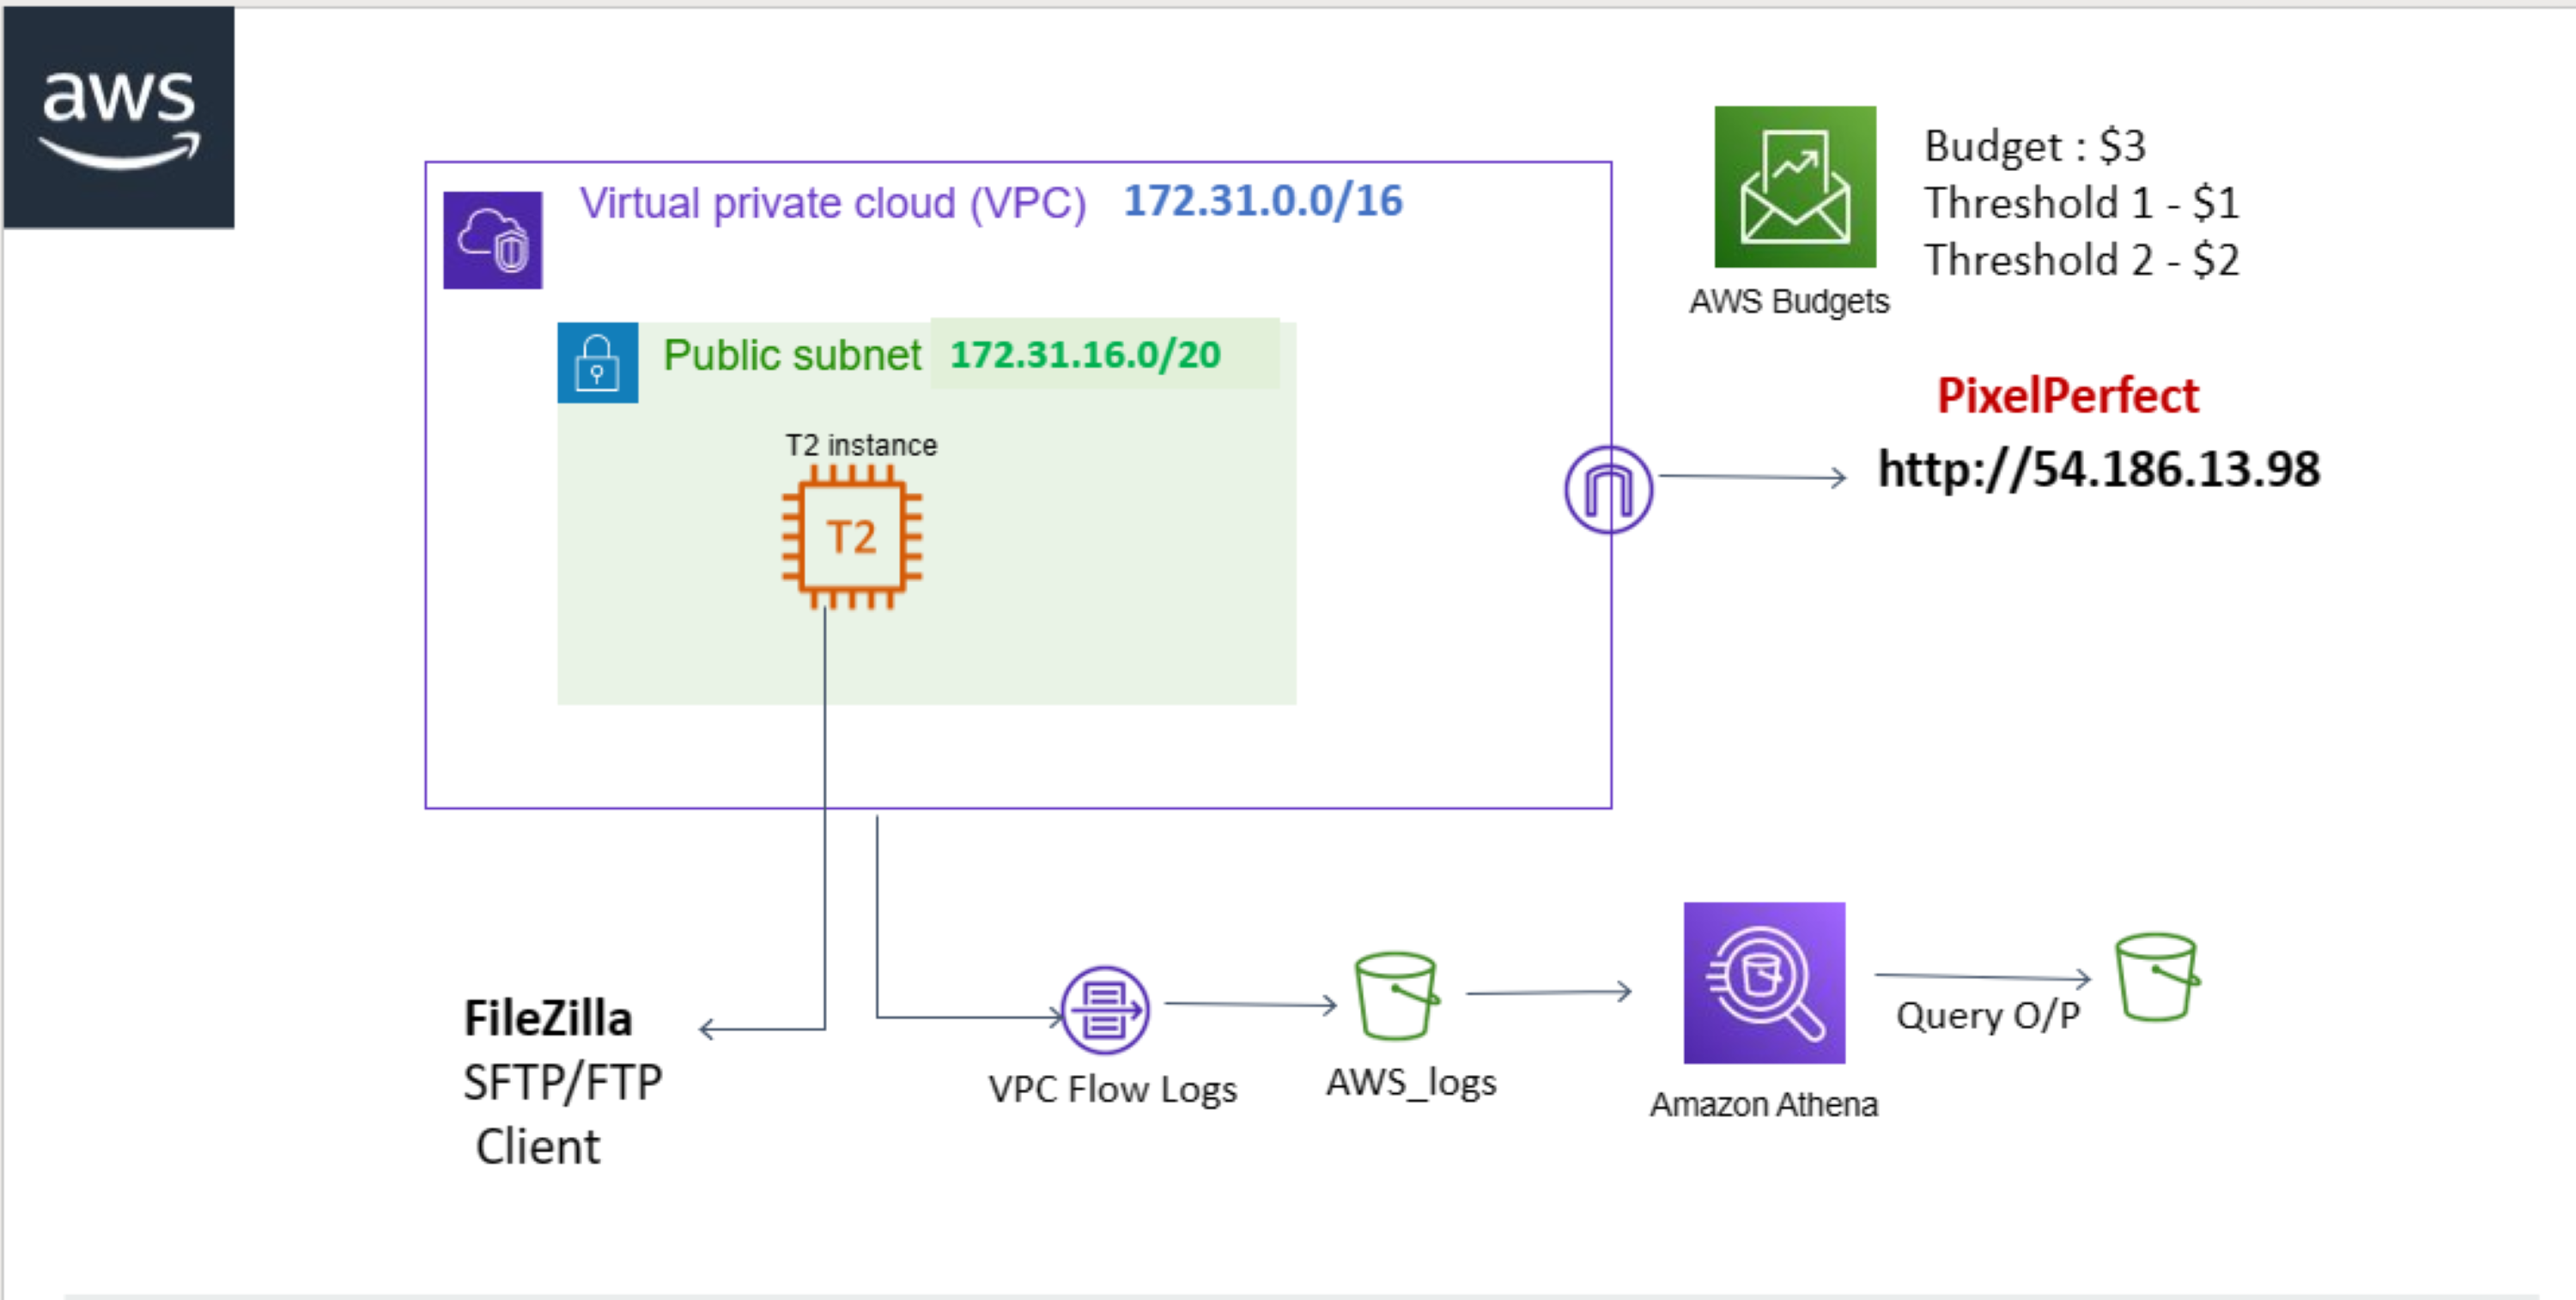 aws
Virtual private cloud (VPC) 172.31.0.0/16
Public subnet 172.31.16.0/20
T2 instance
T2
Budget : $3
Threshold 1 - $1
Threshold 2 - $2
AWS Budgets
PixelPerfect
http://54.186.13.98
FileZilla
SFTP/FTP
Client
VPC Flow Logs
AWS_logs
Amazon Athena
Query O/P